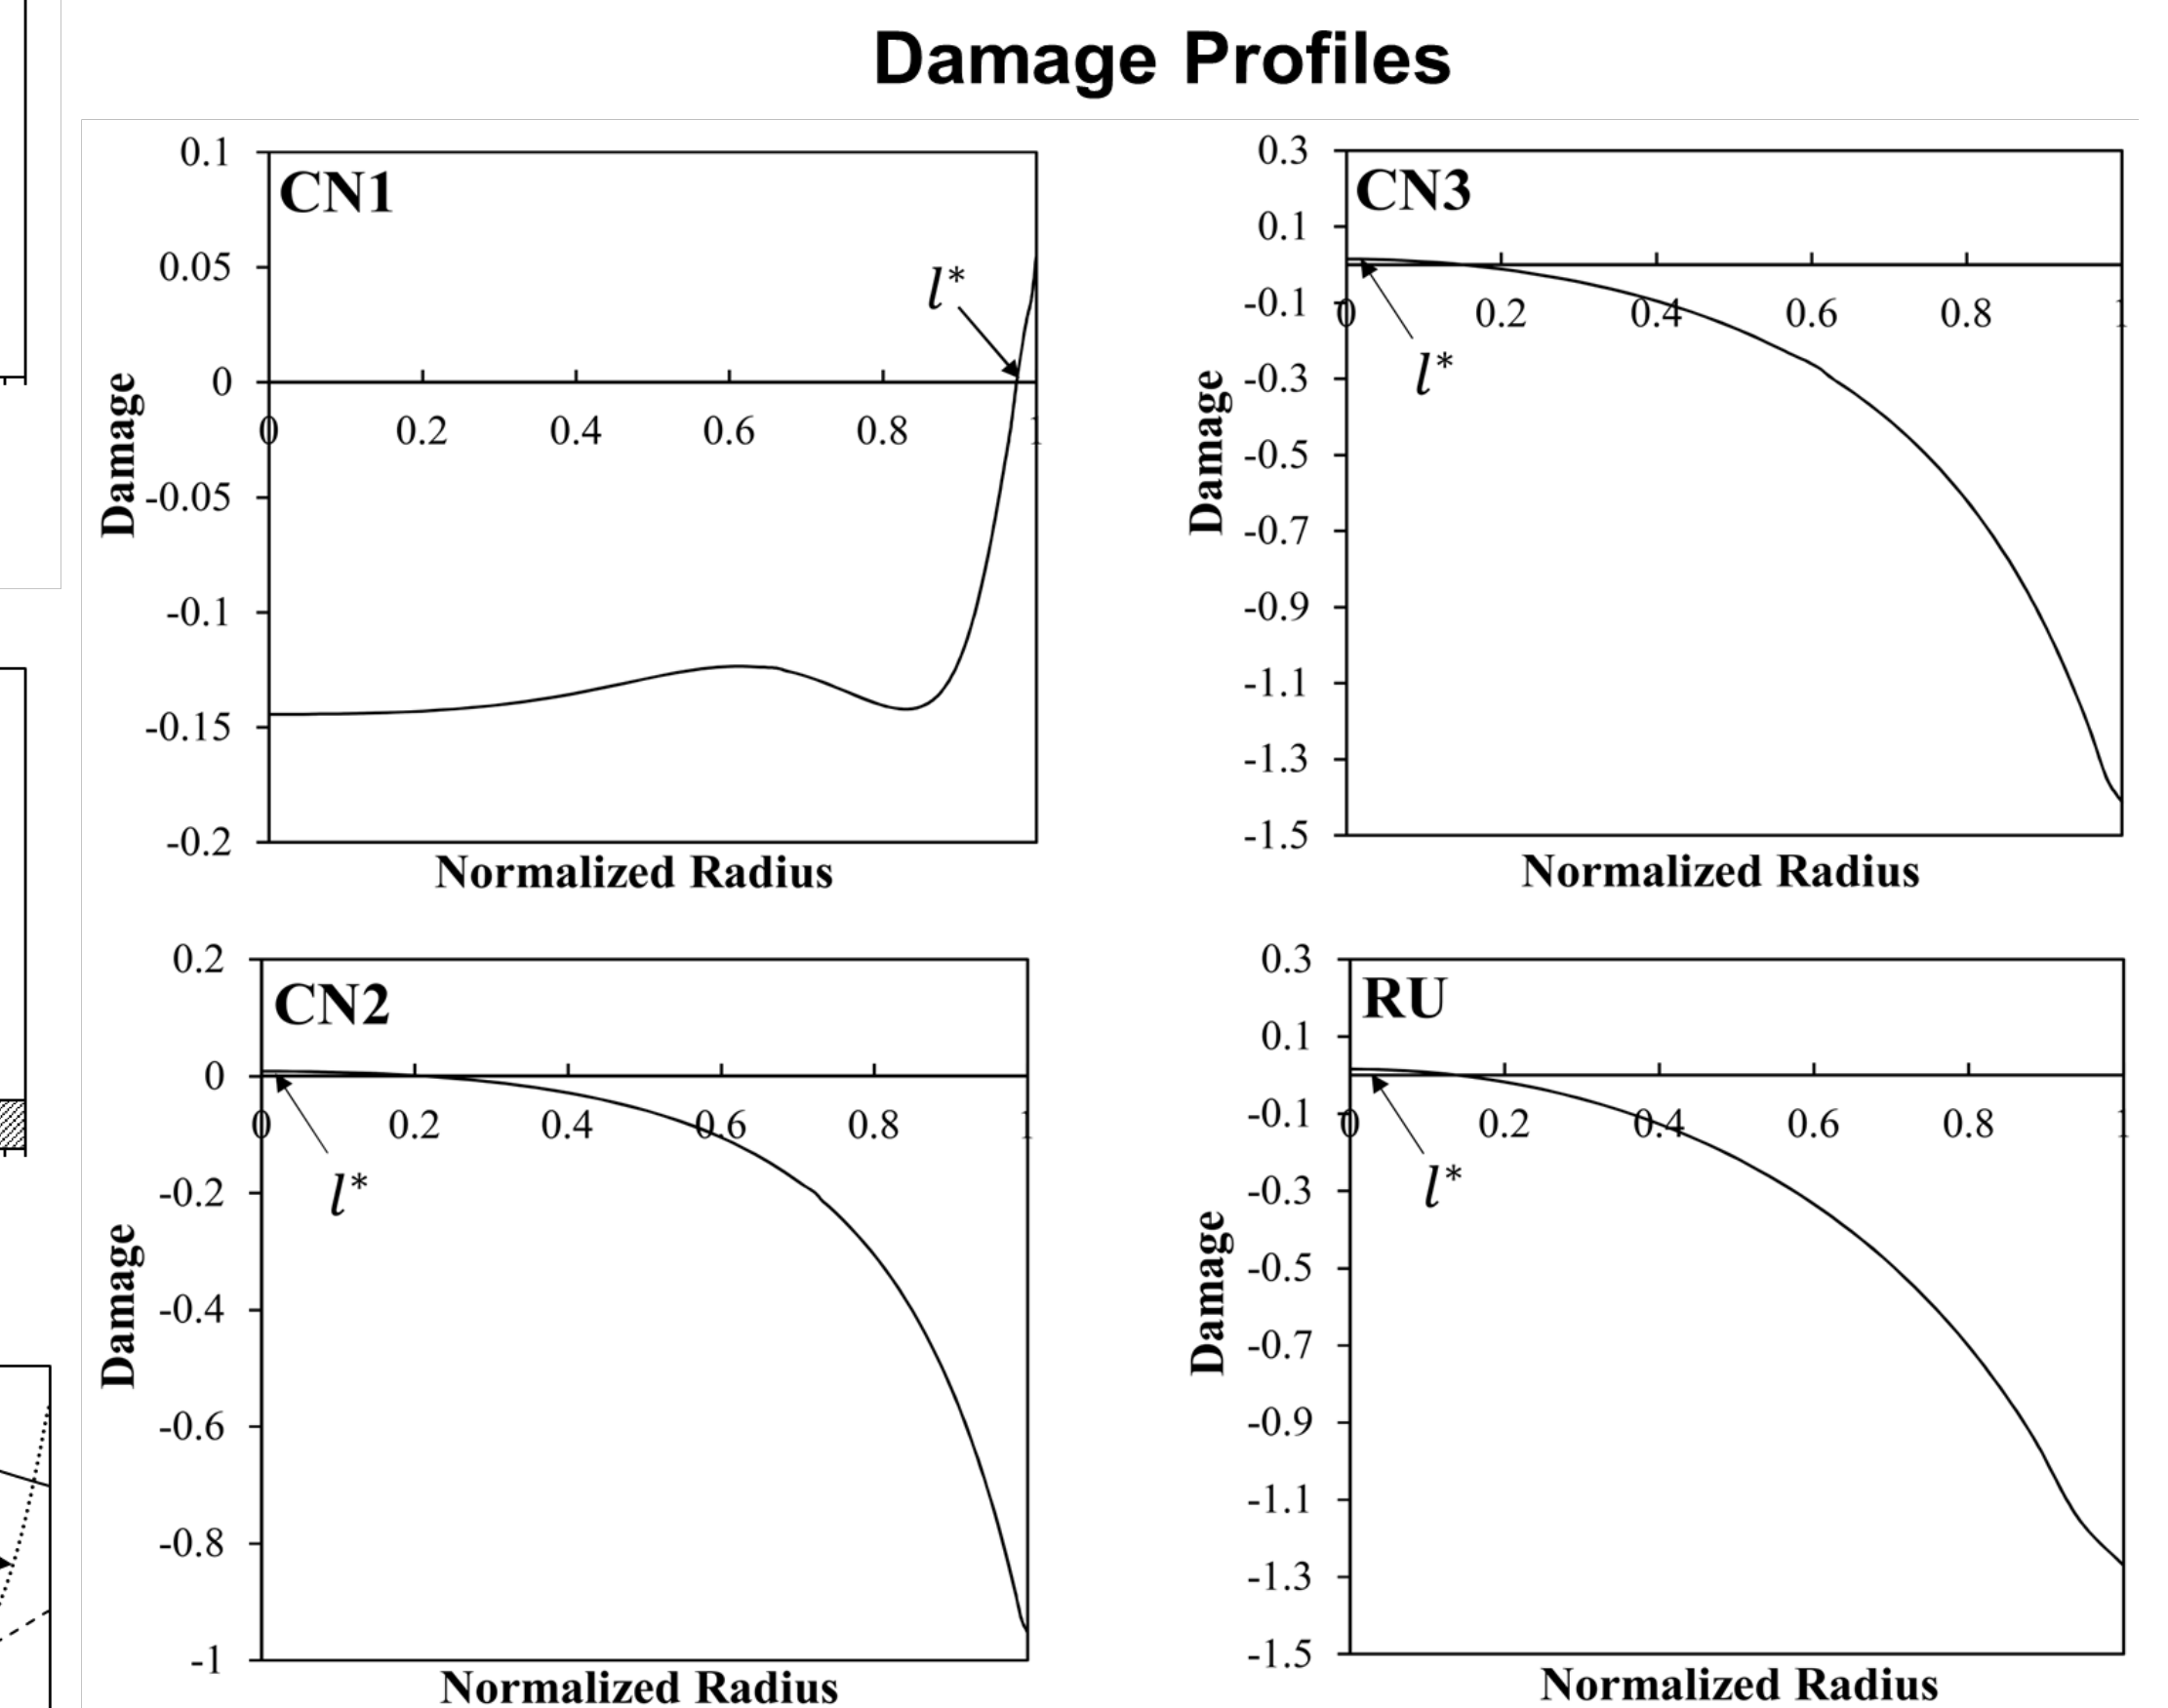 Damage Profiles
CN1
0.1
0.05
0
-0.05
-0.1
-0.15
-0.2
0 0.2 0.4 0.6 0.8 1
l*
Damage
Normalized Radius
CN3
0.3
0.1
-0.1
-0.3
-0.5
-0.7
-0.9
-1.1
-1.3
-1.5
0 0.2 0.4 0.6 0.8 1
l*
Damage
Normalized Radius
CN2
0.2
0
-0.2
-0.4
-0.6
-0.8
-1
0 0.2 0.4 0.6 0.8 1
l*
Damage
Normalized Radius
RU
0.3
0.1
-0.1
-0.3
-0.5
-0.7
-0.9
-1.1
-1.3
-1.5
0 0.2 0.4 0.6 0.8 1
l*
Damage
Normalized Radius